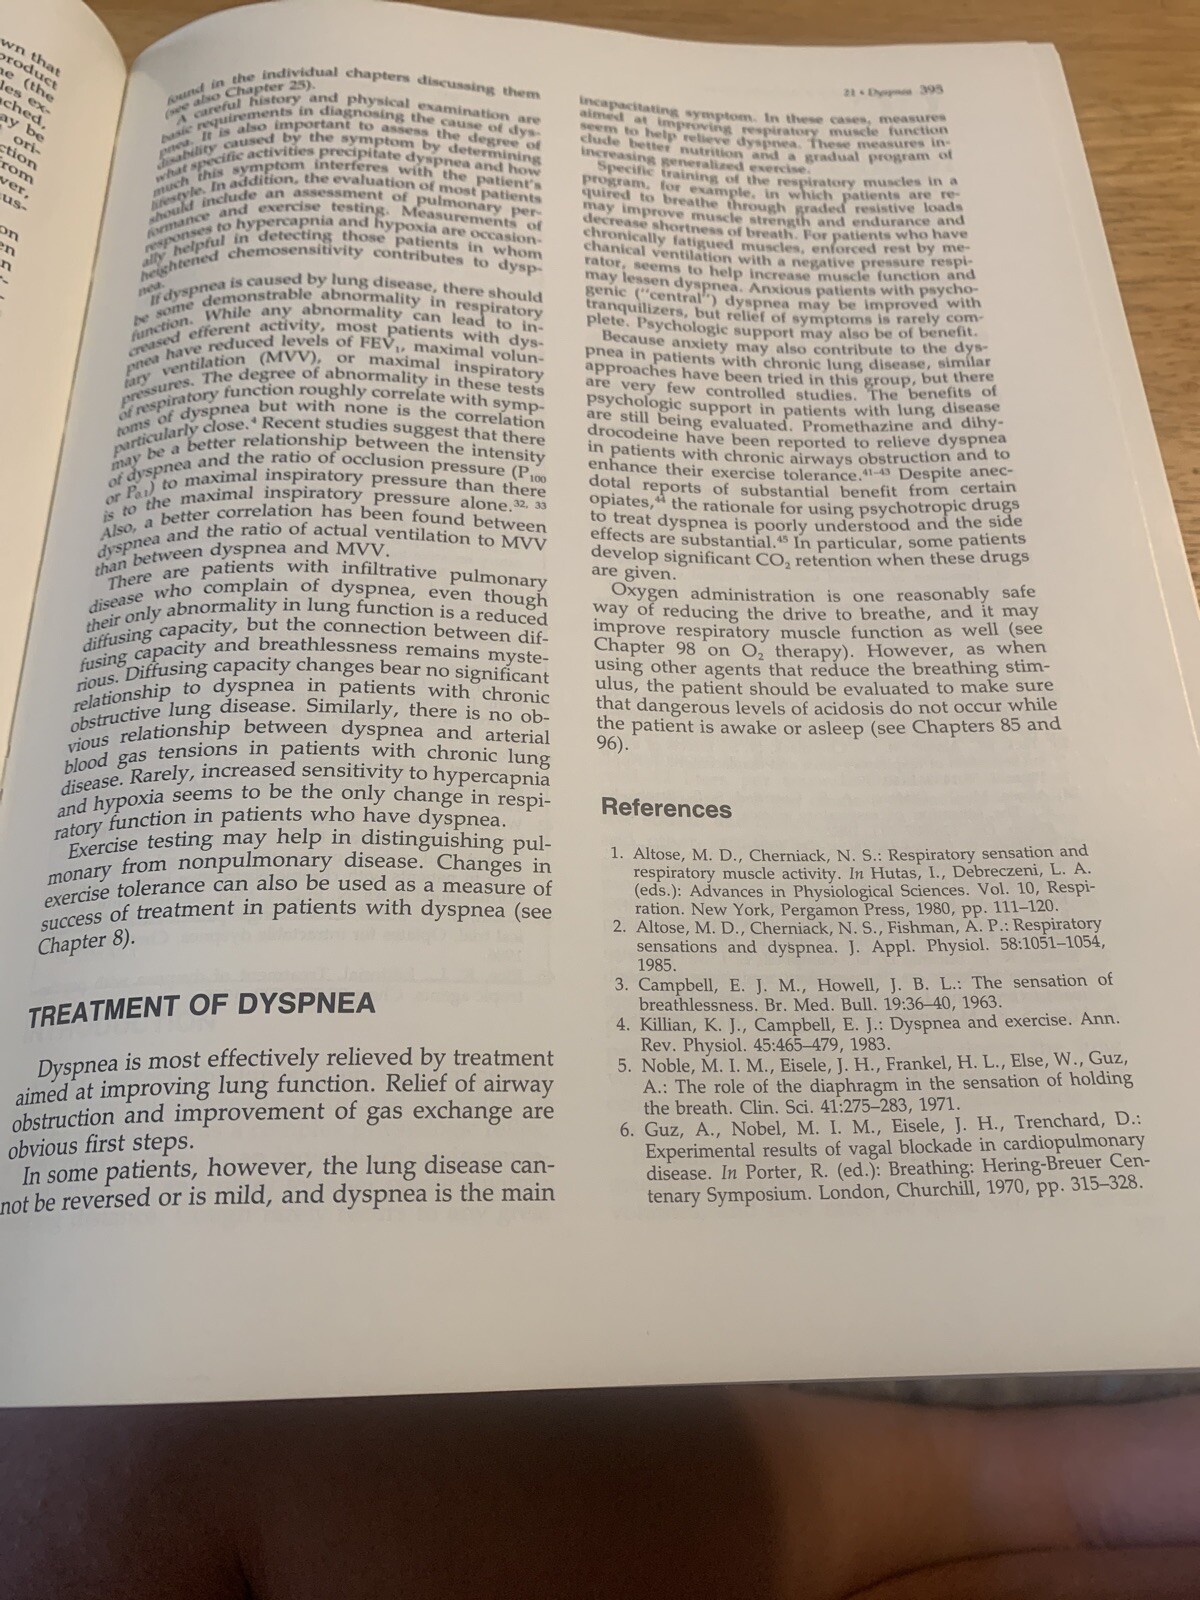 own that
product
he (the
les ex-
ched,
ay be
ori-
ction
from
ver,
us-
on
en
n
21 • Dyspnea 395
found in the individual chapters discussing them
(see also Chapter 25).
A careful history and physical examination are
basic requirements in diagnosing the cause of dys-
pnea. It is also important to assess the degree of
disability caused by the symptom by determining
what specific activities precipitate dyspnea and how
much this symptom interferes with the patient's
lifestyle. In addition, the evaluation of most patients
should include an assessment of pulmonary per-
formance and exercise testing. Measurements of
responses to hypercapnia and hypoxia are occasion-
ally helpful in detecting those patients in whom
heightened chemosensitivity contributes to dysp-
nea.
If dyspnea is caused by lung disease, there should
be some demonstrable abnormality in respiratory
function. While any abnormality can lead to in-
creased efferent activity, most patients with dys-
pnea have reduced levels of FEV₁, maximal volun-
tary ventilation (MVV), or maximal inspiratory
pressures. The degree of abnormality in these tests
of respiratory function roughly correlate with symp-
toms of dyspnea but with none is the correlation
particularly close.⁴ Recent studies suggest that there
may be a better relationship between the intensity
of dyspnea and the ratio of occlusion pressure (P₁₀₀
or P₀.₁) to maximal inspiratory pressure than there
is to the maximal inspiratory pressure alone.³²,³³
Also, a better correlation has been found between
dyspnea and the ratio of actual ventilation to MVV
than between dyspnea and MVV.
There are patients with infiltrative pulmonary
disease who complain of dyspnea, even though
their only abnormality in lung function is a reduced
diffusing capacity, but the connection between dif-
fusing capacity and breathlessness remains myste-
rious. Diffusing capacity changes bear no significant
relationship to dyspnea in patients with chronic
obstructive lung disease. Similarly, there is no ob-
vious relationship between dyspnea and arterial
blood gas tensions in patients with chronic lung
disease. Rarely, increased sensitivity to hypercapnia
and hypoxia seems to be the only change in respi-
ratory function in patients who have dyspnea.
Exercise testing may help in distinguishing pul-
monary from nonpulmonary disease. Changes in
exercise tolerance can also be used as a measure of
success of treatment in patients with dyspnea (see
Chapter 8).
TREATMENT OF DYSPNEA
Dyspnea is most effectively relieved by treatment
aimed at improving lung function. Relief of airway
obstruction and improvement of gas exchange are
obvious first steps.
In some patients, however, the lung disease can-
not be reversed or is mild, and dyspnea is the main
incapacitating symptom. In these cases, measures
aimed at improving respiratory muscle function
seem to help relieve dyspnea. These measures in-
clude better nutrition and a gradual program of
increasing generalized exercise.
Specific training of the respiratory muscles in a
program, for example, in which patients are re-
quired to breathe through graded resistive loads
may improve muscle strength and endurance and
decrease shortness of breath. For patients who have
chronically fatigued muscles, enforced rest by me-
chanical ventilation with a negative pressure respi-
rator, seems to help increase muscle function and
may lessen dyspnea. Anxious patients with psycho-
genic ("central") dyspnea may be improved with
tranquilizers, but relief of symptoms is rarely com-
plete. Psychologic support may also be of benefit.
Because anxiety may also contribute to the dys-
pnea in patients with chronic lung disease, similar
approaches have been tried in this group, but there
are very few controlled studies. The benefits of
psychologic support in patients with lung disease
are still being evaluated. Promethazine and dihy-
drocodeine have been reported to relieve dyspnea
in patients with chronic airways obstruction and to
enhance their exercise tolerance.⁴¹⁻⁴³ Despite anec-
dotal reports of substantial benefit from certain
opiates,⁴⁴ the rationale for using psychotropic drugs
to treat dyspnea is poorly understood and the side
effects are substantial.⁴⁵ In particular, some patients
develop significant CO₂ retention when these drugs
are given.
Oxygen administration is one reasonably safe
way of reducing the drive to breathe, and it may
improve respiratory muscle function as well (see
Chapter 98 on O₂ therapy). However, as when
using other agents that reduce the breathing stim-
ulus, the patient should be evaluated to make sure
that dangerous levels of acidosis do not occur while
the patient is awake or asleep (see Chapters 85 and
96).
References
1. Altose, M. D., Cherniack, N. S.: Respiratory sensation and
respiratory muscle activity. In Hutas, I., Debreczeni, L. A.
(eds.): Advances in Physiological Sciences. Vol. 10, Respi-
ration. New York, Pergamon Press, 1980, pp. 111–120.
2. Altose, M. D., Cherniack, N. S., Fishman, A. P.: Respiratory
sensations and dyspnea. J. Appl. Physiol. 58:1051–1054,
1985.
3. Campbell, E. J. M., Howell, J. B. L.: The sensation of
breathlessness. Br. Med. Bull. 19:36–40, 1963.
4. Killian, K. J., Campbell, E. J.: Dyspnea and exercise. Ann.
Rev. Physiol. 45:465–479, 1983.
5. Noble, M. I. M., Eisele, J. H., Frankel, H. L., Else, W., Guz,
A.: The role of the diaphragm in the sensation of holding
the breath. Clin. Sci. 41:275–283, 1971.
6. Guz, A., Nobel, M. I. M., Eisele, J. H., Trenchard, D.:
Experimental results of vagal blockade in cardiopulmonary
disease. In Porter, R. (ed.): Breathing: Hering-Breuer Cen-
tenary Symposium. London, Churchill, 1970, pp. 315–328.